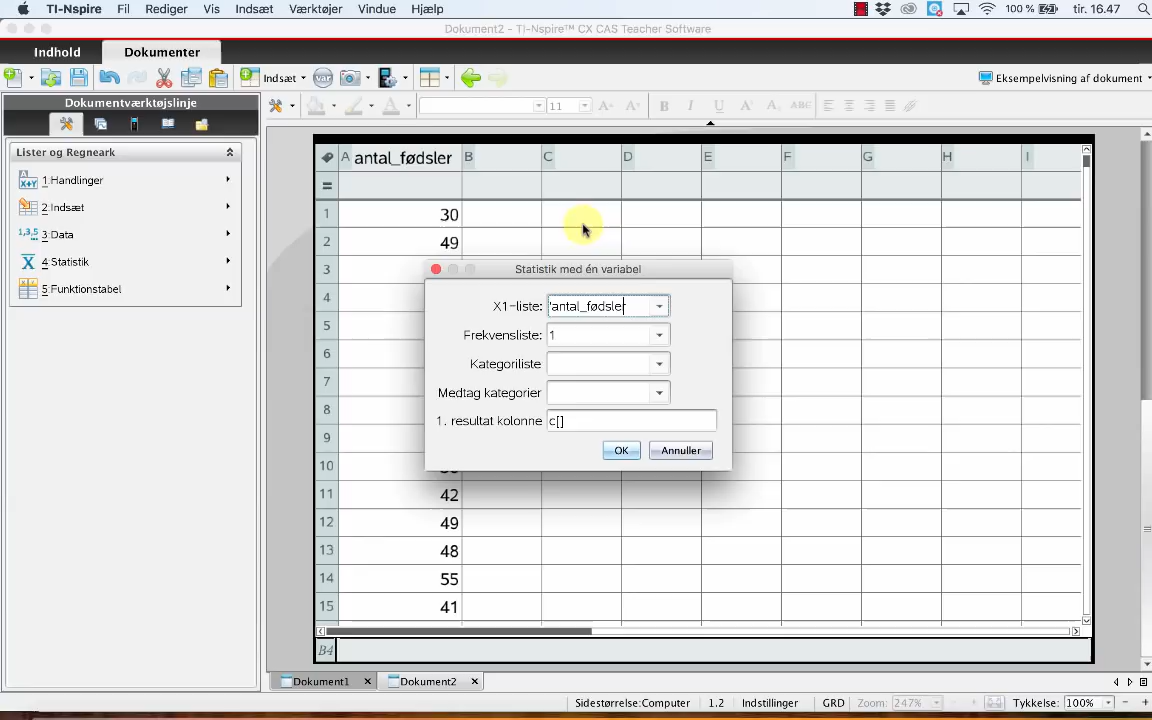 TI-Nspire Fil Rediger Vis Indsæt Værktøjer Vindue Hjælp 100 % tir. 16.47
Dokument2 - TI-Nspire™ CX CAS Teacher Software
Indhold Dokumenter
Indsæt var Eksempelvisning af dokument
Dokumentværktøjslinje
11 B I U ABC
Lister og Regneark
1:Handlinger
2:Indsæt
3:Data
4:Statistik
5:Funktionstabel
A antal_fødsler B C D E F G H I
=
1 30
2 49
3
4
5
6
7
8
9
10
11 42
12 49
13 48
14 55
15 41
B4
Statistik med én variabel
X1-liste: 'antal_fødsler
Frekvensliste: 1
Kategoriliste
Medtag kategorier
1. resultat kolonne c[]
OK Annuller
Dokument1 Dokument2
Sidestørrelse:Computer 1.2 Indstillinger GRD Zoom: 247% Tykkelse: 100%